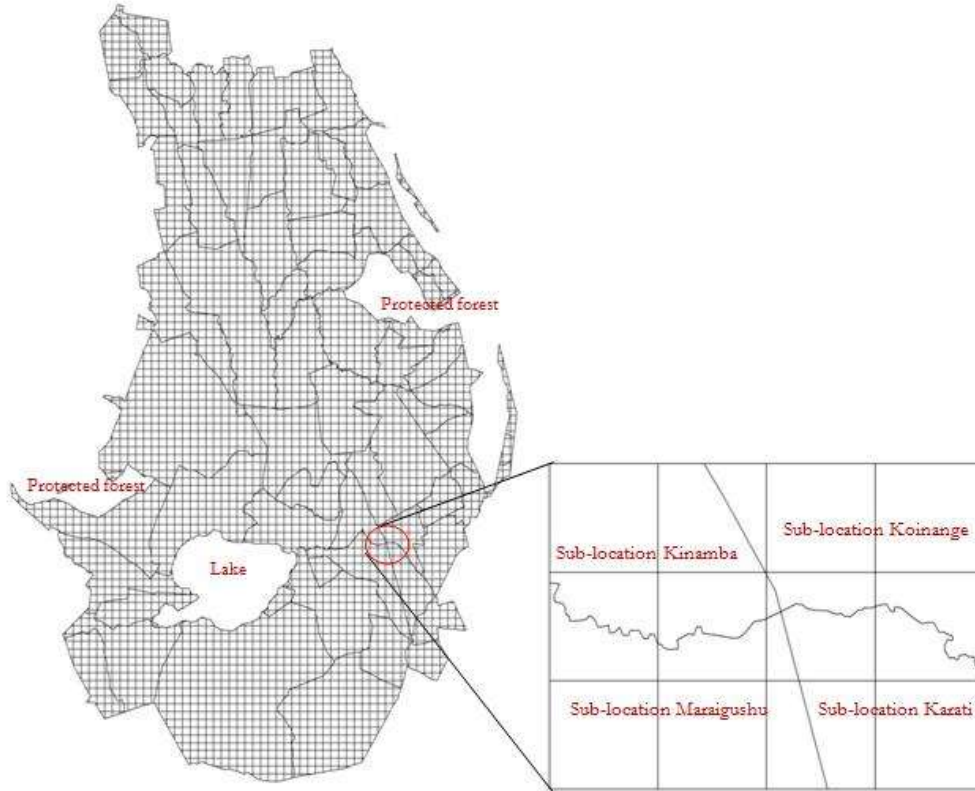 Protected forest
Protected forest
Lake
Sub-location Koinange
Sub-location Kinamba
Sub-location Maraigushu
Sub-location Karati